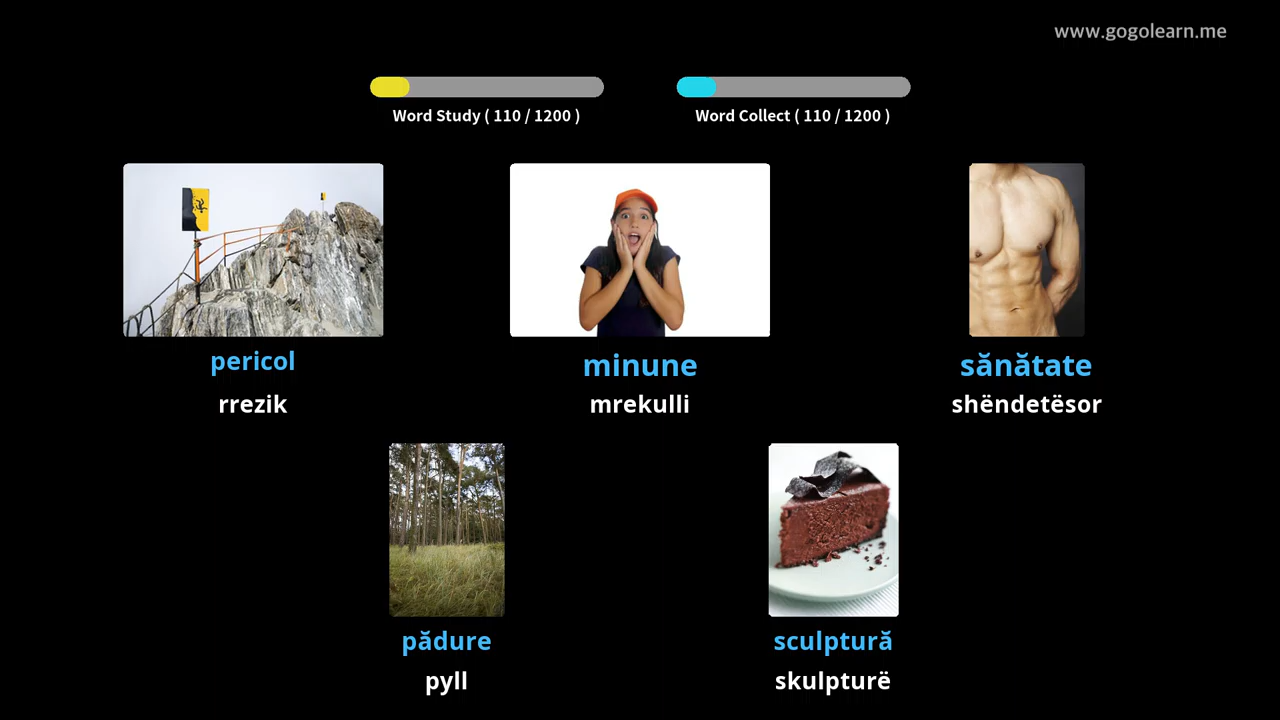 www.gogolearn.me
Word Study ( 110 / 1200 )
Word Collect ( 110 / 1200 )
pericol
rrezik
minune
mrekulli
sănătate
shëndetësor
pădure
pyll
sculptură
skulpturë